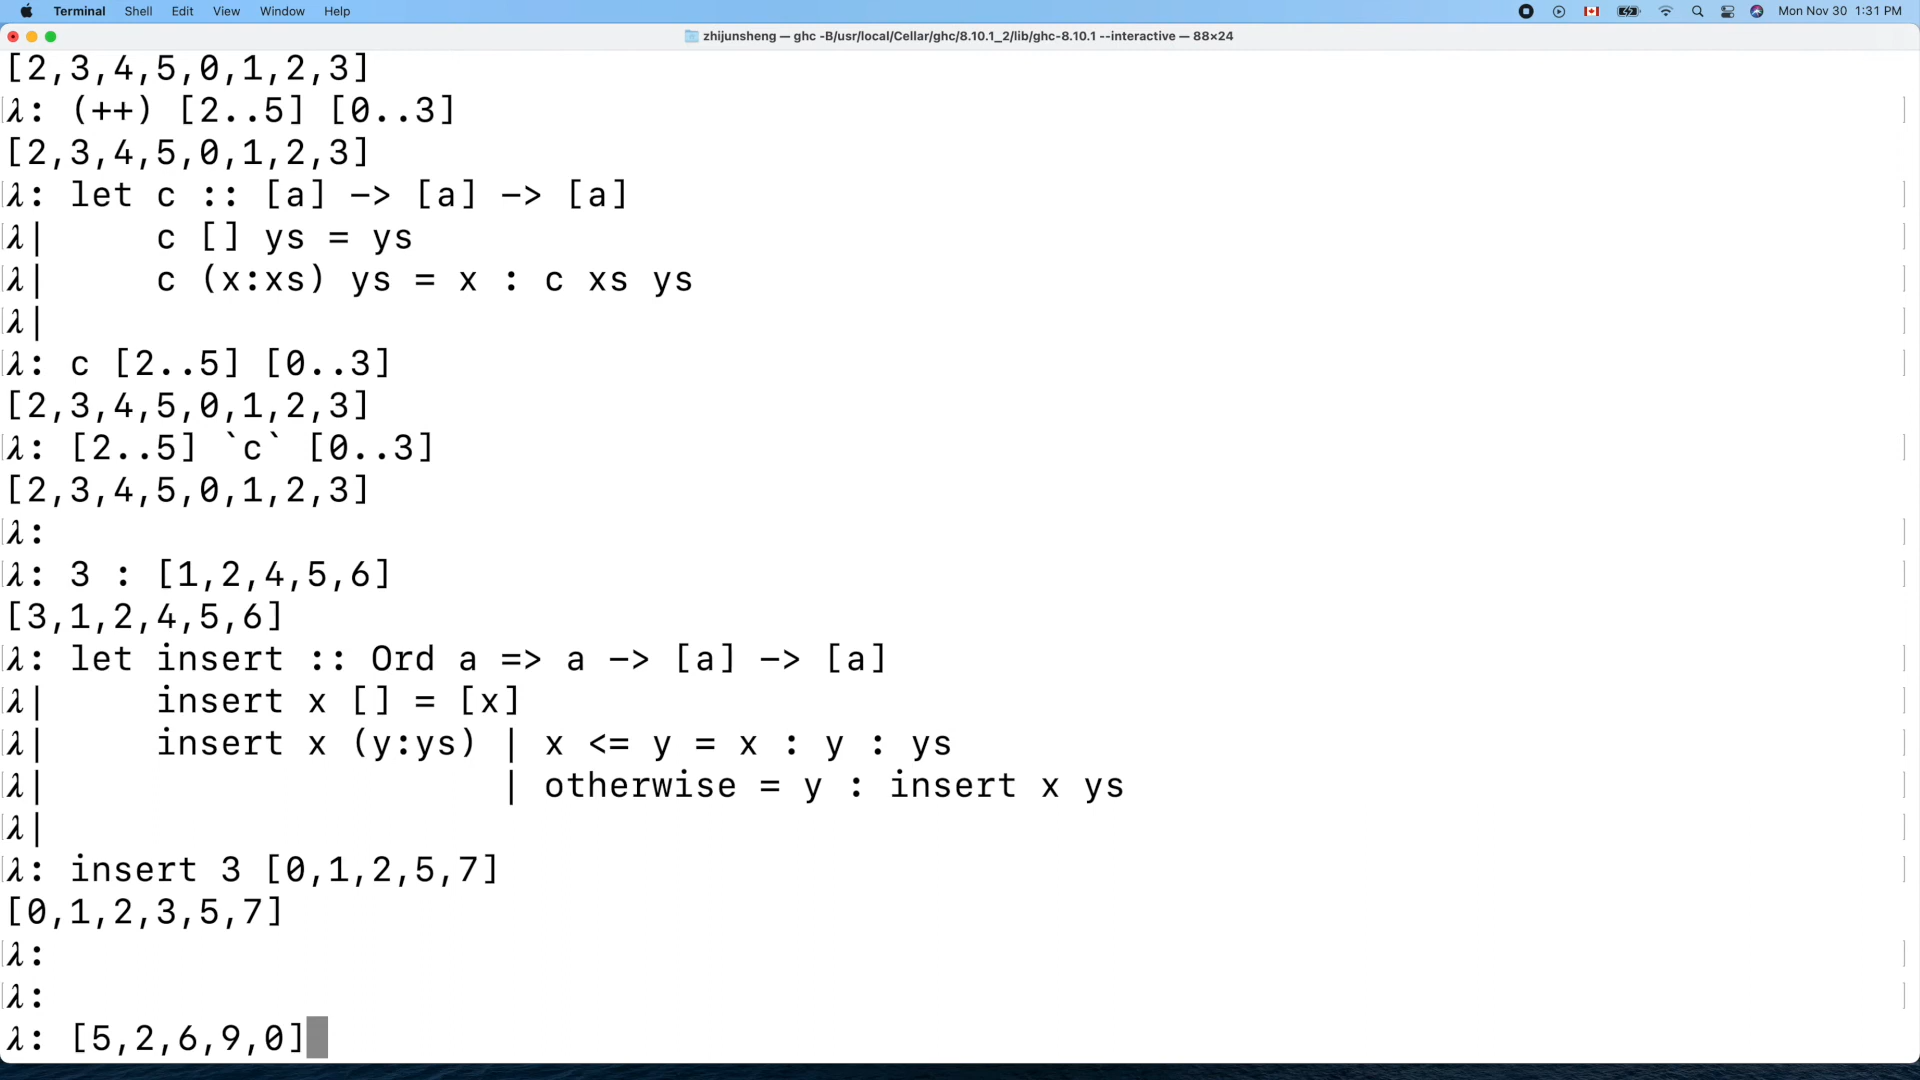 Terminal Shell Edit View Window Help Mon Nov 30 1:31 PM
zhijunsheng — ghc -B/usr/local/Cellar/ghc/8.10.1_2/lib/ghc-8.10.1 --interactive — 88×24
[2,3,4,5,0,1,2,3]
λ: (++) [2..5] [0..3]
[2,3,4,5,0,1,2,3]
λ: let c :: [a] -> [a] -> [a]
λ|     c [] ys = ys
λ|     c (x:xs) ys = x : c xs ys
λ|
λ: c [2..5] [0..3]
[2,3,4,5,0,1,2,3]
λ: [2..5] `c` [0..3]
[2,3,4,5,0,1,2,3]
λ:
λ: 3 : [1,2,4,5,6]
[3,1,2,4,5,6]
λ: let insert :: Ord a => a -> [a] -> [a]
λ|     insert x [] = [x]
λ|     insert x (y:ys) | x <= y = x : y : ys
λ|                     | otherwise = y : insert x ys
λ|
λ: insert 3 [0,1,2,5,7]
[0,1,2,3,5,7]
λ:
λ:
λ: [5,2,6,9,0]